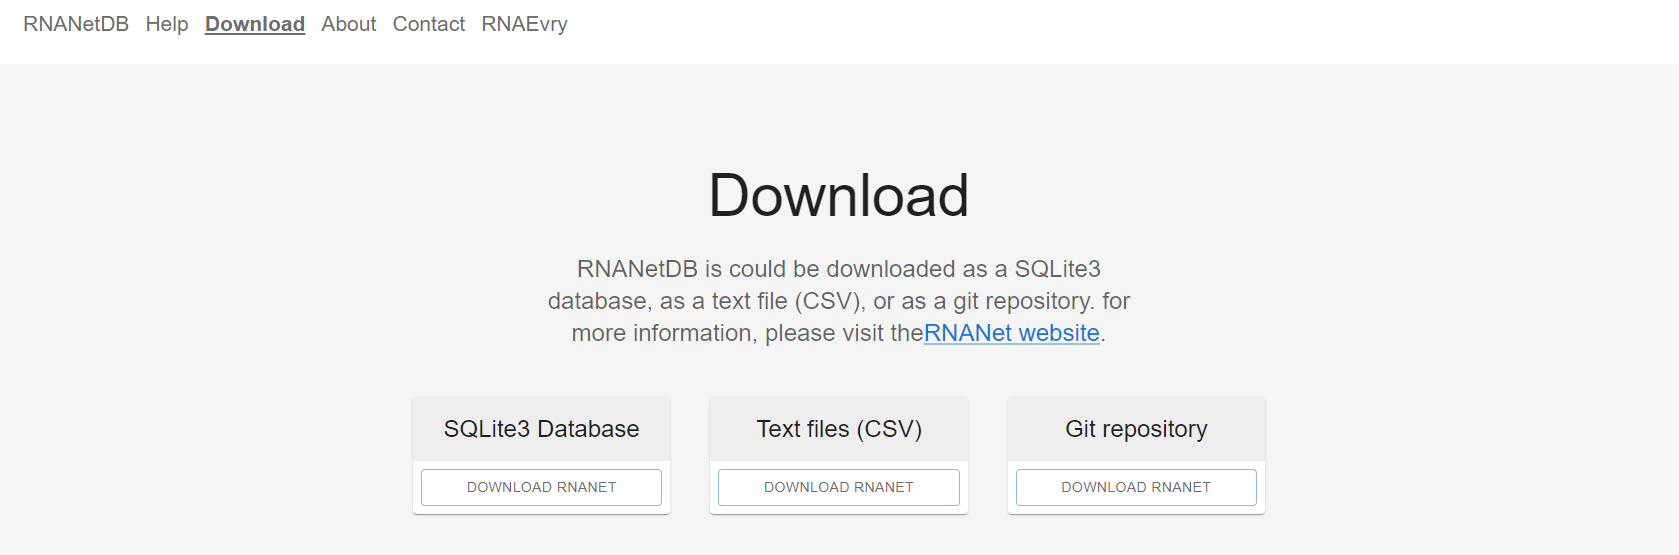 RNANetDB Help Download About Contact RNAEvry
Download
RNANetDB is could be downloaded as a SQLite3
database, as a text file (CSV), or as a git repository. for
more information, please visit theRNANet website.
SQLite3 Database
DOWNLOAD RNANET
Text files (CSV)
DOWNLOAD RNANET
Git repository
DOWNLOAD RNANET